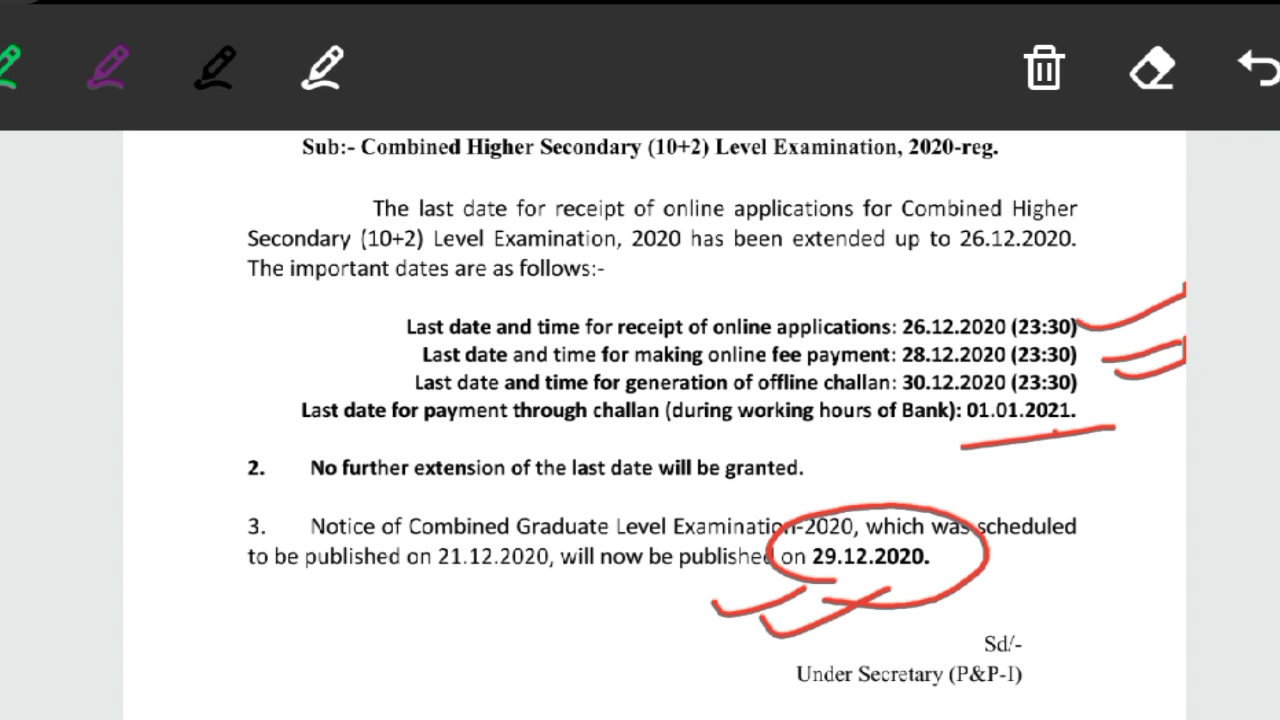 Sub:- Combined Higher Secondary (10+2) Level Examination, 2020-reg.
The last date for receipt of online applications for Combined Higher
Secondary (10+2) Level Examination, 2020 has been extended up to 26.12.2020.
The important dates are as follows:-
Last date and time for receipt of online applications: 26.12.2020 (23:30)
Last date and time for making online fee payment: 28.12.2020 (23:30)
Last date and time for generation of offline challan: 30.12.2020 (23:30)
Last date for payment through challan (during working hours of Bank): 01.01.2021.
2. No further extension of the last date will be granted.
3. Notice of Combined Graduate Level Examination-2020, which was scheduled
to be published on 21.12.2020, will now be published on 29.12.2020.
Sd/-
Under Secretary (P&P-I)